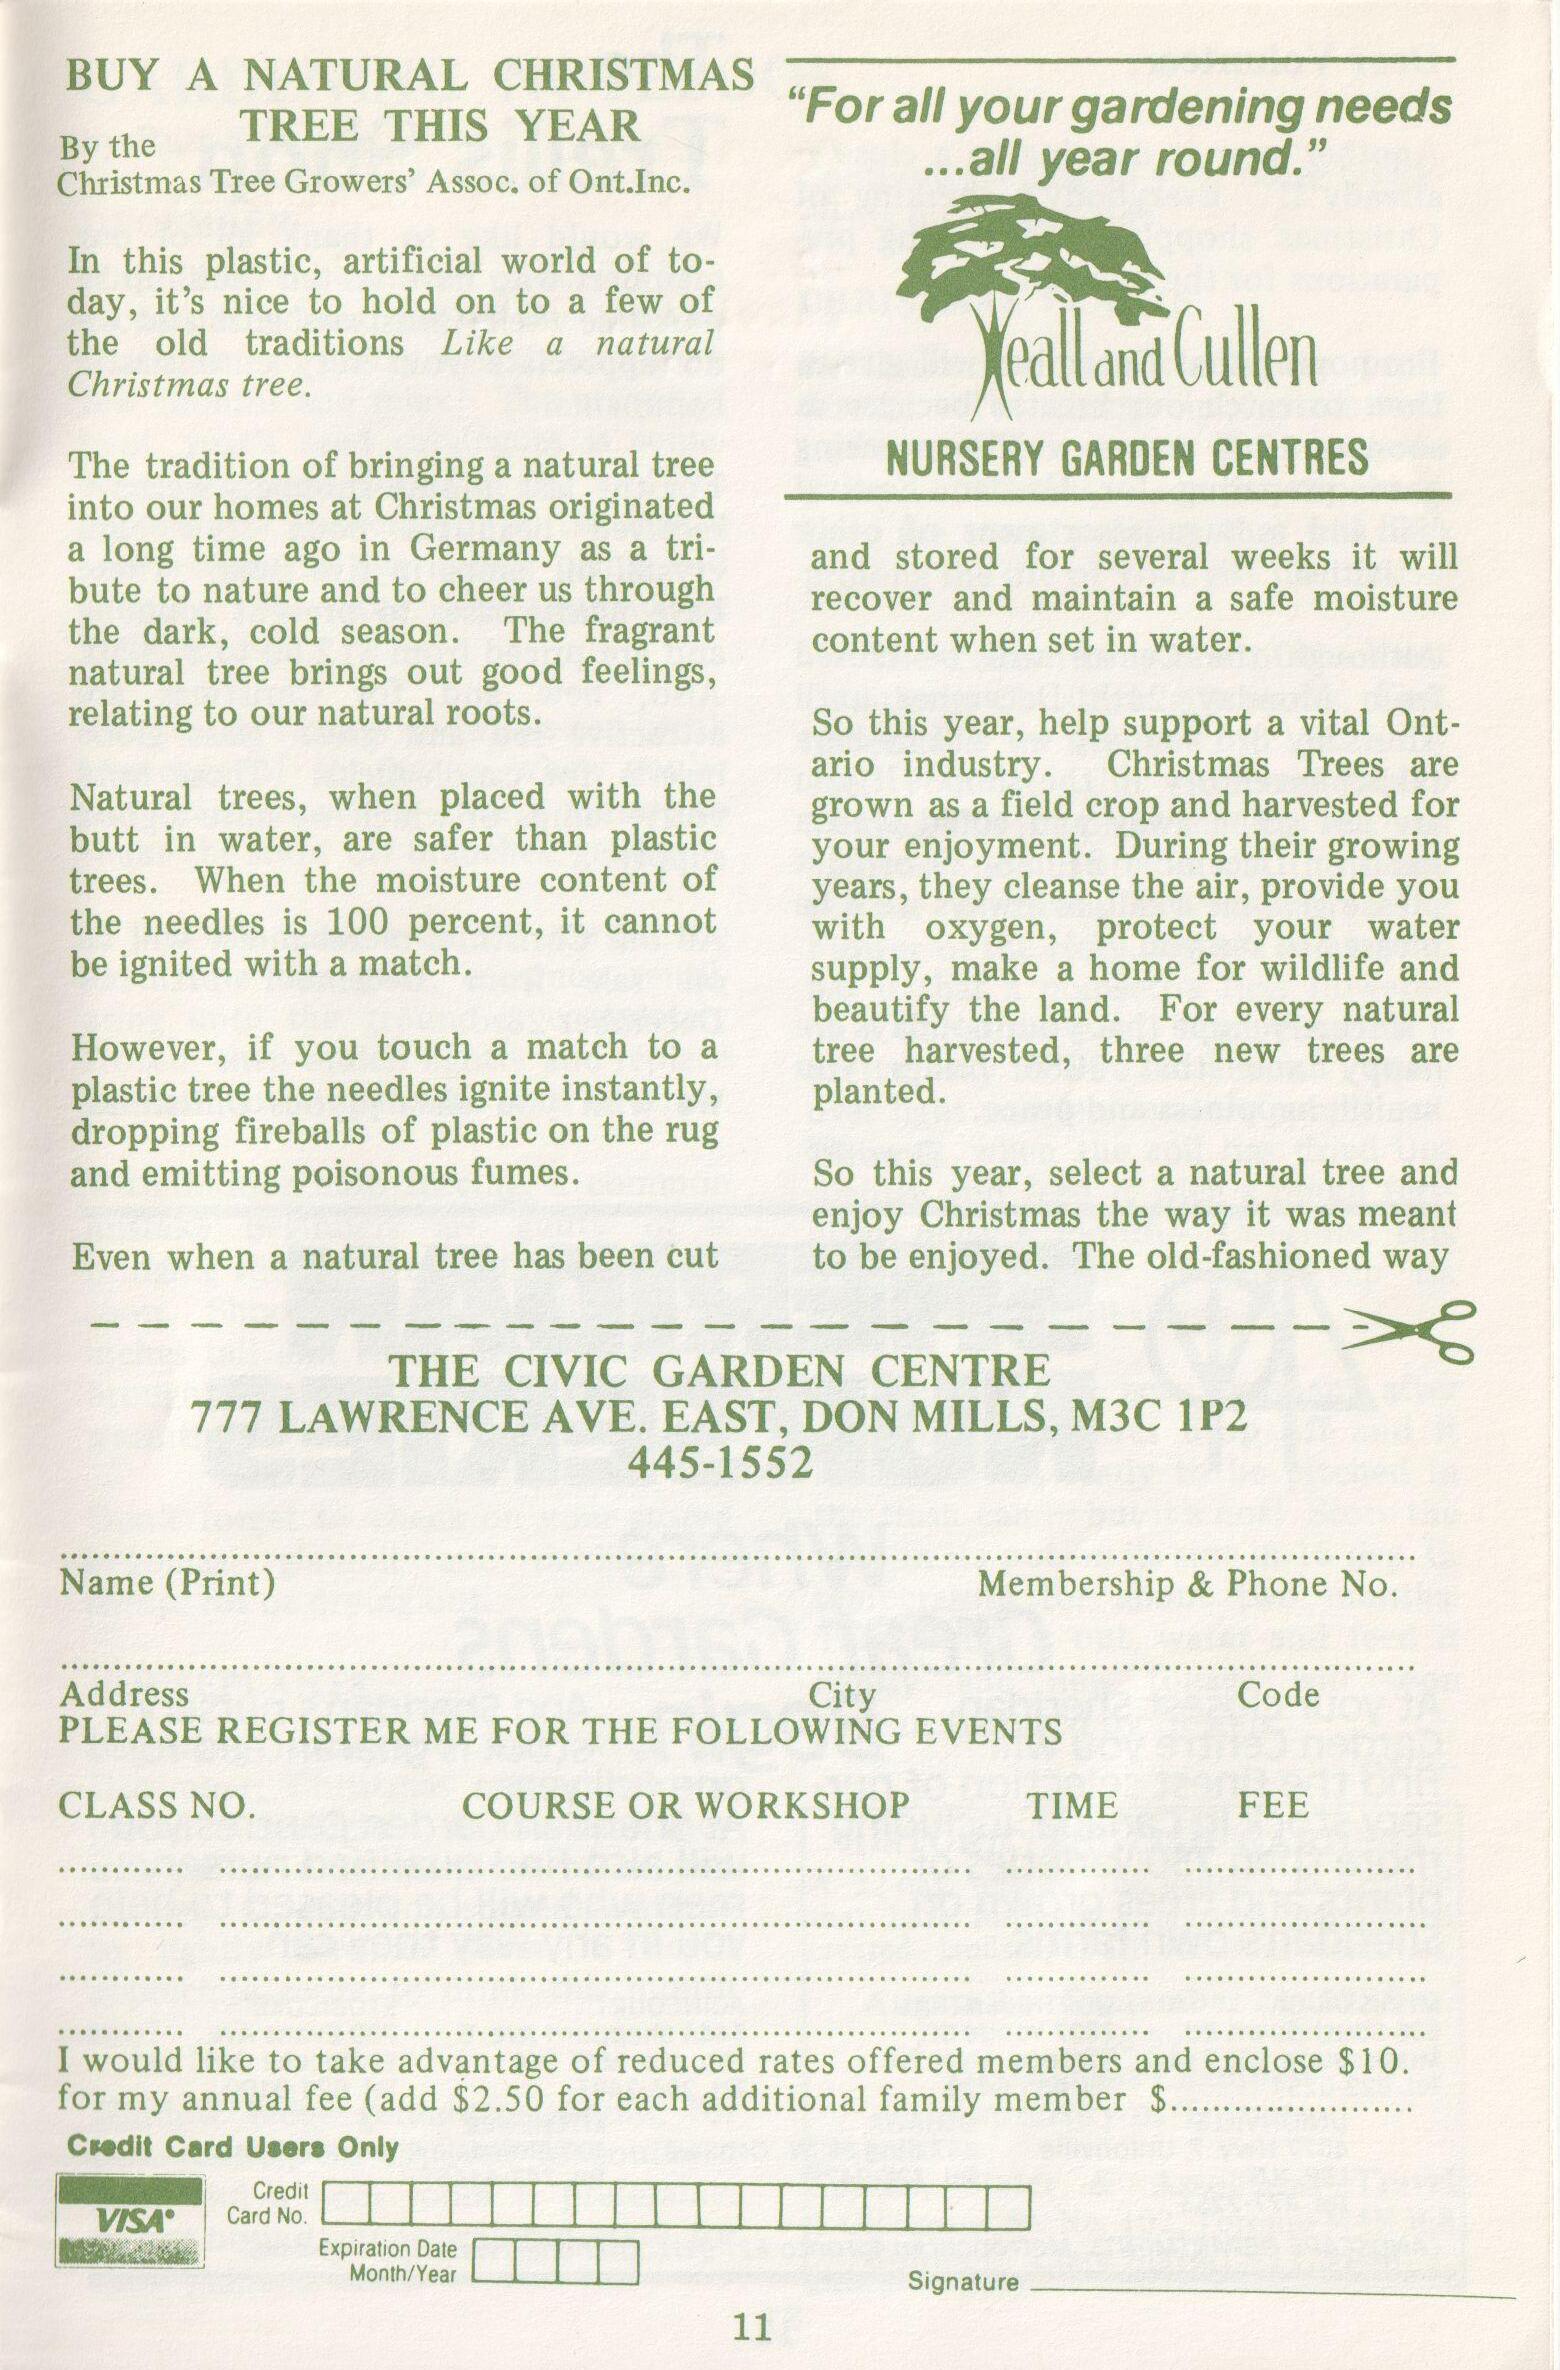 BUY A NATURAL CHRISTMAS
TREE THIS YEAR
By the
Christmas Tree Growers' Assoc. of Ont.Inc.
In this plastic, artificial world of to-
day, it's nice to hold on to a few of
the old traditions Like a natural
Christmas tree.
The tradition of bringing a natural tree
into our homes at Christmas originated
a long time ago in Germany as a tri-
bute to nature and to cheer us through
the dark, cold season. The fragrant
natural tree brings out good feelings,
relating to our natural roots.
Natural trees, when placed with the
butt in water, are safer than plastic
trees. When the moisture content of
the needles is 100 percent, it cannot
be ignited with a match.
However, if you touch a match to a
plastic tree the needles ignite instantly,
dropping fireballs of plastic on the rug
and emitting poisonous fumes.
Even when a natural tree has been cut
"For all your gardening needs
...all year round."
Weall and Cullen
NURSERY GARDEN CENTRES
and stored for several weeks it will
recover and maintain a safe moisture
content when set in water.
So this year, help support a vital Ont-
ario industry. Christmas Trees are
grown as a field crop and harvested for
your enjoyment. During their growing
years, they cleanse the air, provide you
with oxygen, protect your water
supply, make a home for wildlife and
beautify the land. For every natural
tree harvested, three new trees are
planted.
So this year, select a natural tree and
enjoy Christmas the way it was meant
to be enjoyed. The old-fashioned way
THE CIVIC GARDEN CENTRE
777 LAWRENCE AVE. EAST, DON MILLS, M3C 1P2
445-1552
Name (Print) Membership & Phone No.
Address City Code
PLEASE REGISTER ME FOR THE FOLLOWING EVENTS
CLASS NO. COURSE OR WORKSHOP TIME FEE
I would like to take advantage of reduced rates offered members and enclose $10.
for my annual fee (add $2.50 for each additional family member $.......................
Credit Card Users Only
VISA
Credit
Card No.
Expiration Date
Month/Year
Signature
11